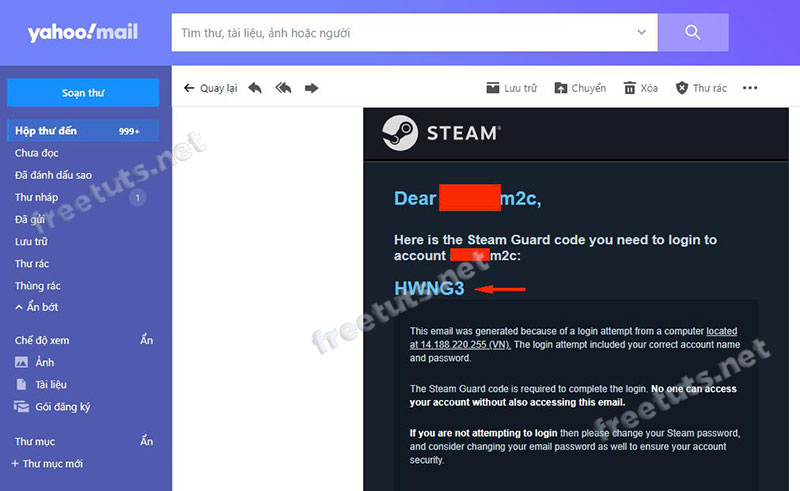 yahoo!mail
Tìm thư, tài liệu, ảnh hoặc người
Soạn thư
Quay lại
Lưu trữ
Chuyển
Xóa
Thư rác
Hộp thư đến 999+
Chưa đọc
Đã đánh dấu sao
Thư nháp 1
Đã gửi
Lưu trữ
Thư rác
Thùng rác
Ẩn bớt
Chế độ xem Ẩn
Ảnh
Tài liệu
Gói đăng ký
Thư mục Ẩn
+ Thư mục mới
STEAM®
Dear m2c,
Here is the Steam Guard code you need to login to
account m2c:
HWNG3
This email was generated because of a login attempt from a computer located
at 14.188.220.255 (VN). The login attempt included your correct account name
and password.
The Steam Guard code is required to complete the login. No one can access
your account without also accessing this email.
If you are not attempting to login then please change your Steam password,
and consider changing your email password as well to ensure your account
security.
freetuts.net
freetuts.net
freetuts.net